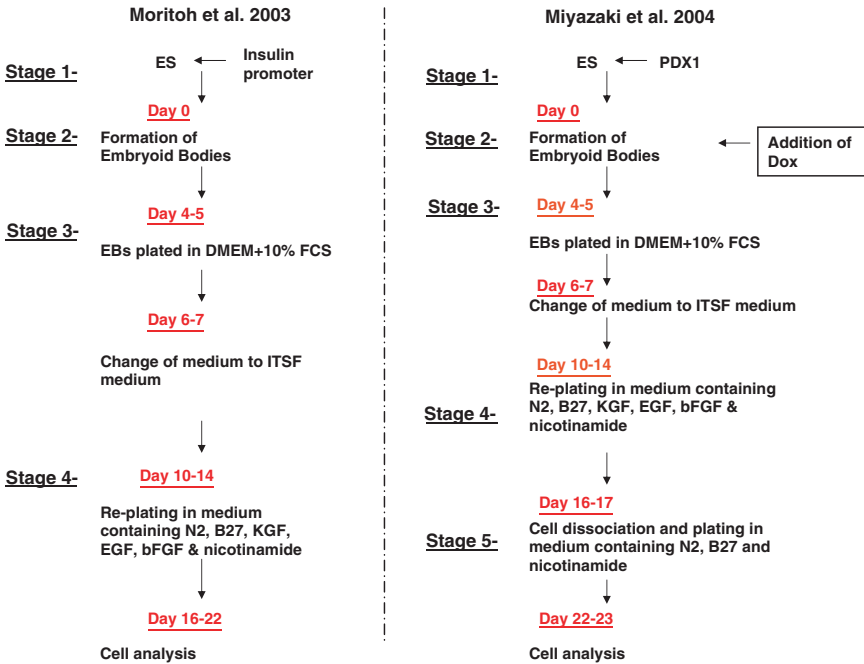 Moritoh et al. 2003
Stage 1-
ES
Insulin
promoter
Day 0
Stage 2-
Formation of
Embryoid Bodies
Day 4-5
Stage 3-
EBs plated in DMEM+10% FCS
Day 6-7
Change of medium to ITSF
medium
Stage 4-
Day 10-14
Re-plating in medium
containing N2, B27, KGF,
EGF, bFGF & nicotinamide
Day 16-22
Cell analysis
Miyazaki et al. 2004
Stage 1-
ES
PDX1
Day 0
Stage 2-
Formation of
Embryoid Bodies
Addition of
Dox
Stage 3-
Day 4-5
EBs plated in DMEM+10% FCS
Day 6-7
Change of medium to ITSF medium
Day 10-14
Stage 4-
Re-plating in medium containing
N2, B27, KGF, EGF, bFGF &
nicotinamide
Day 16-17
Stage 5-
Cell dissociation and plating in
medium containing N2, B27 and
nicotinamide
Day 22-23
Cell analysis